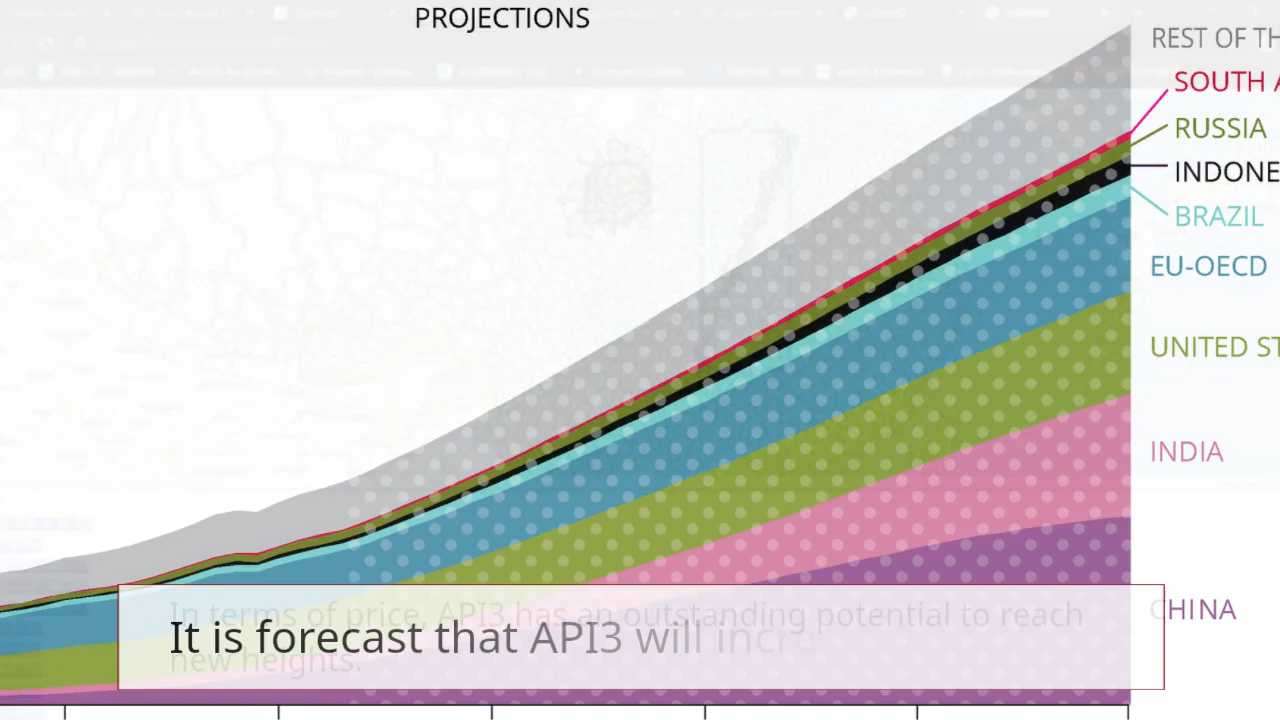 PROJECTIONS
REST OF TH
SOUTH A
RUSSIA
INDONE
BRAZIL
EU-OECD
UNITED ST
INDIA
CHINA
In terms of price, API3 has an outstanding potential to reach
new heights.
It is forecast that API3 will incre